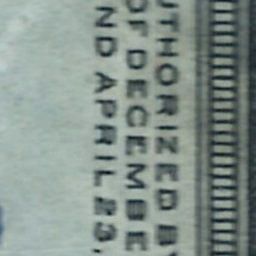 UTHORIZED BY
OF DECEMBE
ND APRIL 23,